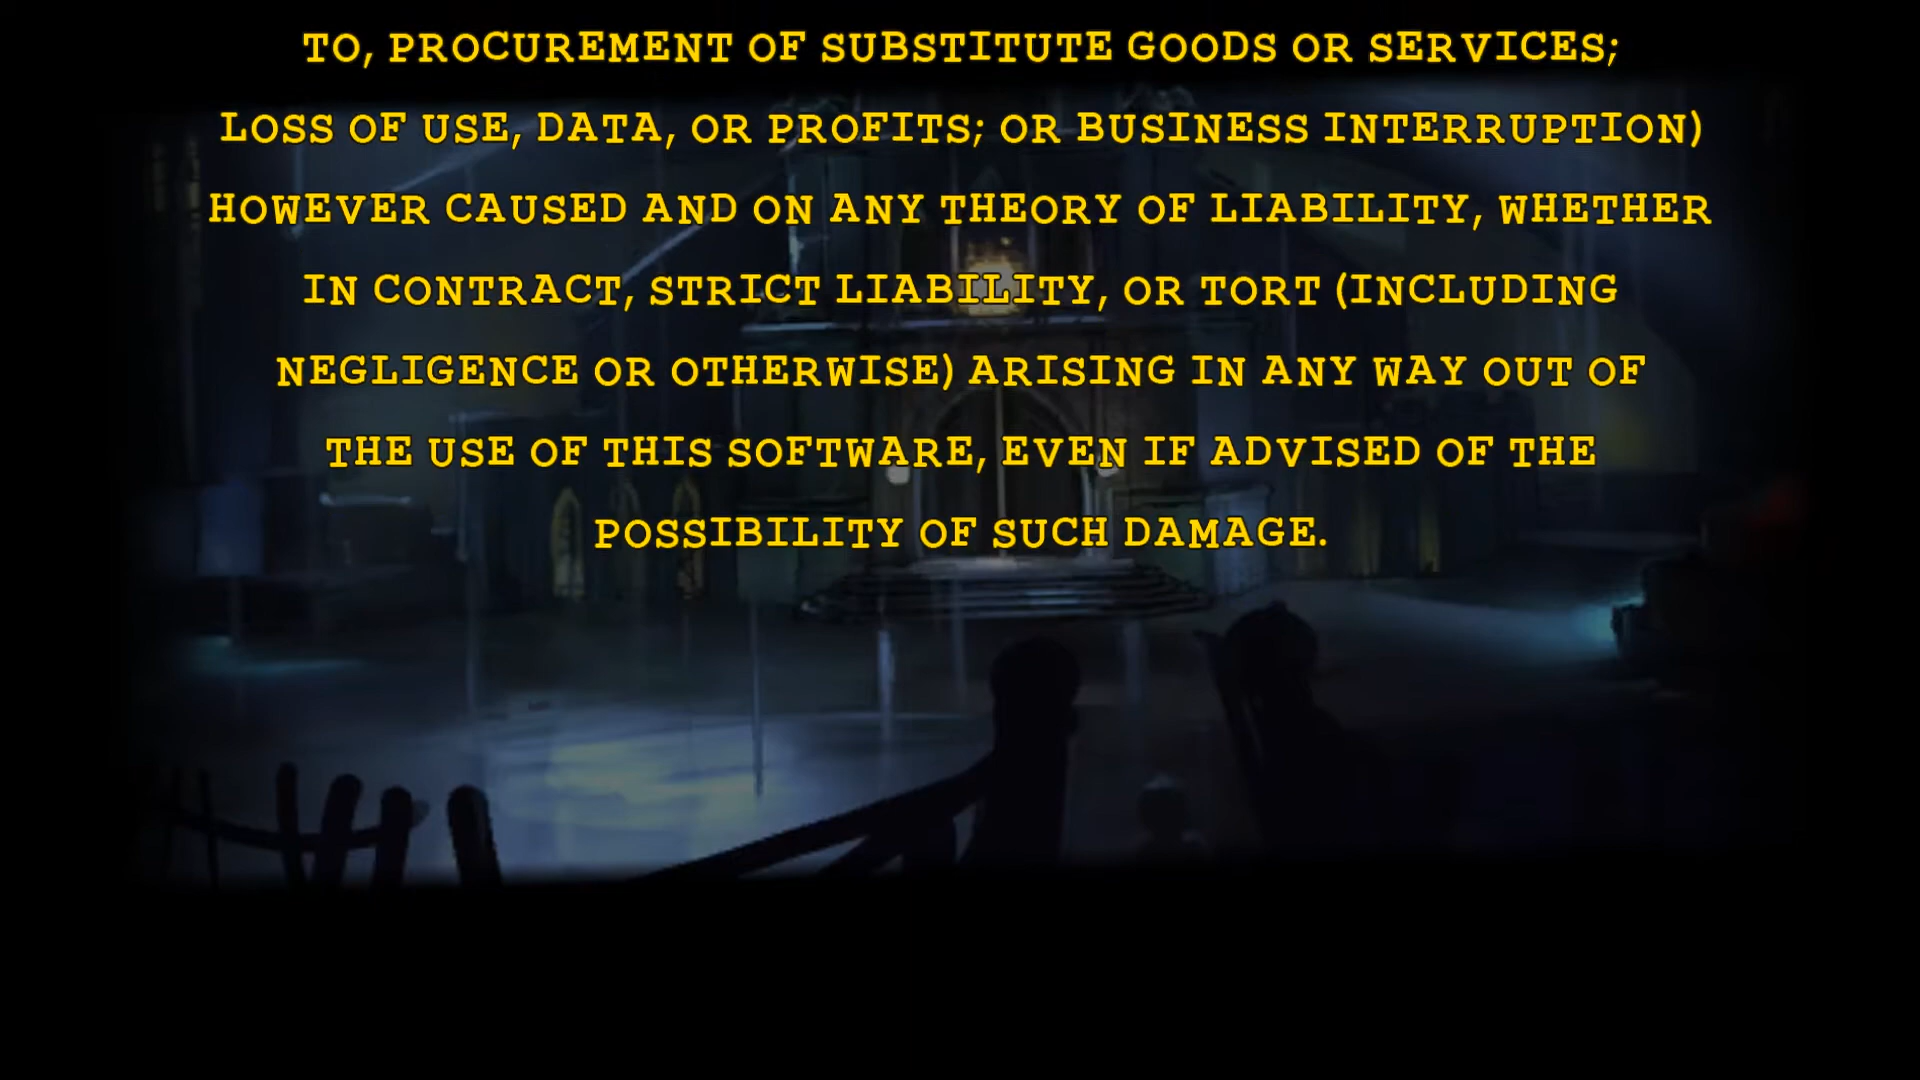 TO, PROCUREMENT OF SUBSTITUTE GOODS OR SERVICES;
LOSS OF USE, DATA, OR PROFITS; OR BUSINESS INTERRUPTION)
HOWEVER CAUSED AND ON ANY THEORY OF LIABILITY, WHETHER
IN CONTRACT, STRICT LIABILITY, OR TORT (INCLUDING
NEGLIGENCE OR OTHERWISE) ARISING IN ANY WAY OUT OF
THE USE OF THIS SOFTWARE, EVEN IF ADVISED OF THE
POSSIBILITY OF SUCH DAMAGE.